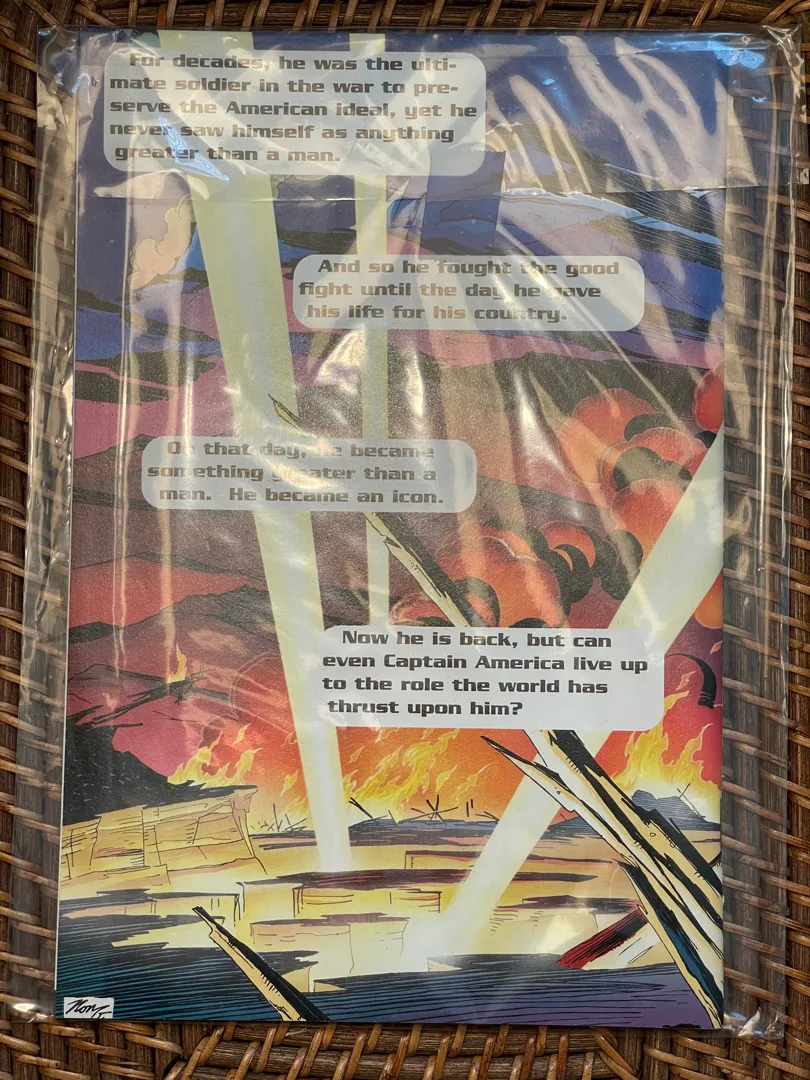 For decades, he was the ulti-
mate soldier in the war to pre-
serve the American ideal, yet he
never saw himself as anything
greater than a man.
And so he fought the good
fight until the day he gave
his life for his country.
On that day, he became
something greater than a
man. He became an icon.
Now he is back, but can
even Captain America live up
to the role the world has
thrust upon him?